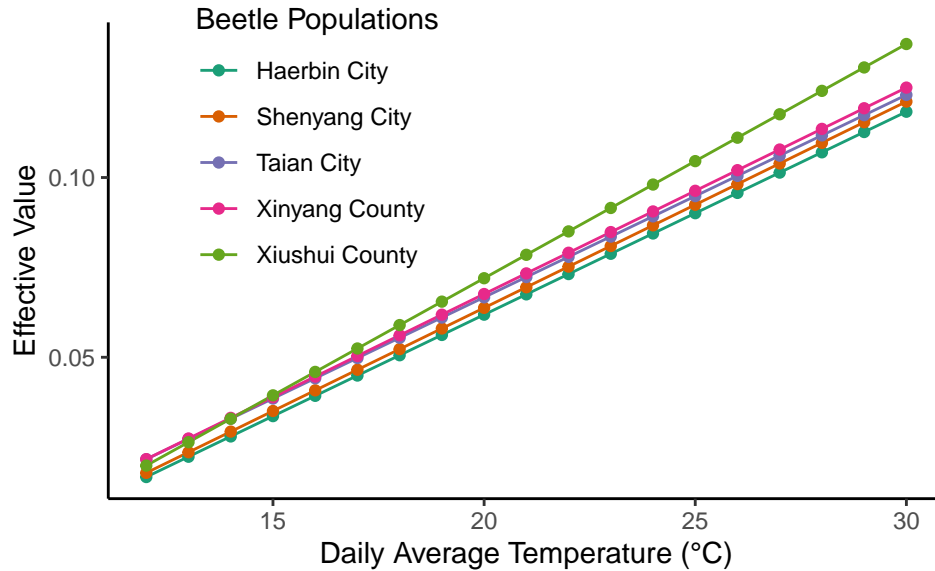 Beetle Populations
Haerbin City
Shenyang City
Taian City
Xinyang County
Xiushui County
Effective Value
0.10
0.05
15 20 25 30
Daily Average Temperature (°C)